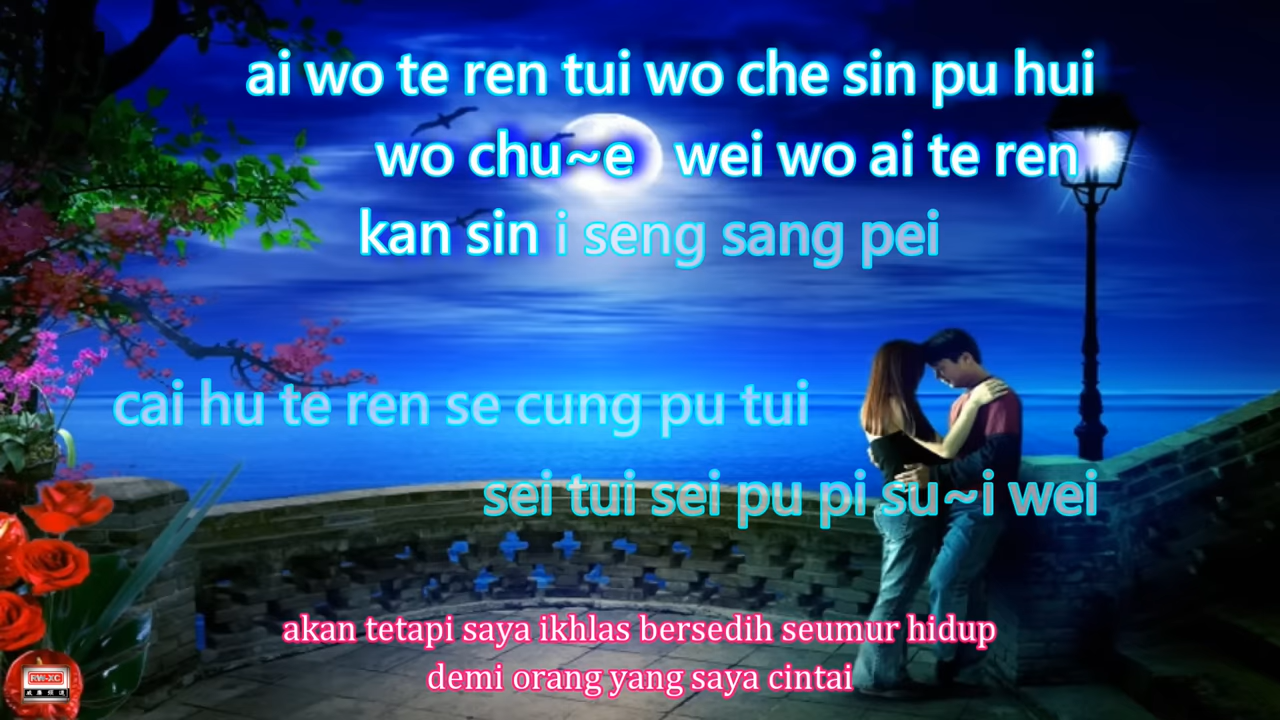 ai wo te ren tui wo che sin pu hui
wo chu~e wei wo ai te ren
kan sin i seng sang pei
cai hu te ren se cung pu tui
sei tui sei pu pi su~i wei
akan tetapi saya ikhlas bersedih seumur hidup
demi orang yang saya cintai
RW-XC